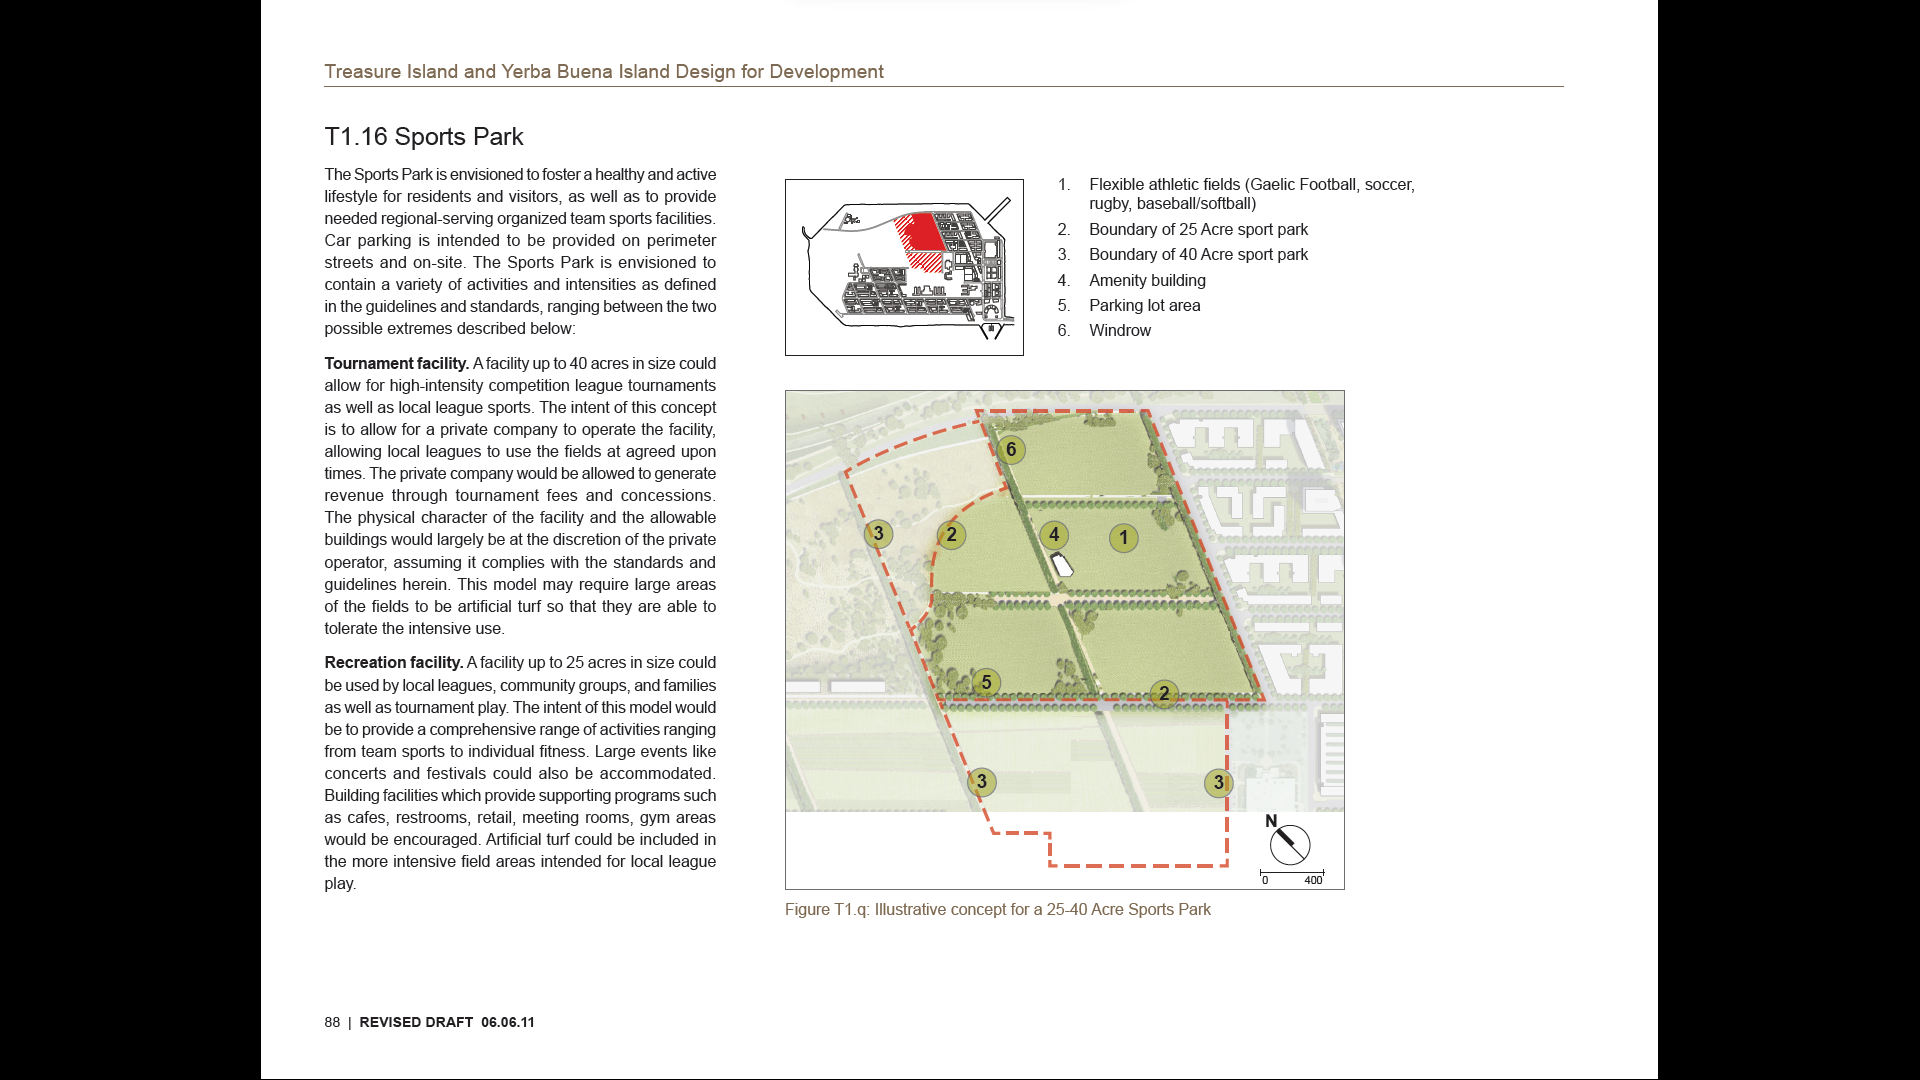 Treasure Island and Yerba Buena Island Design for Development
T1.16 Sports Park
The Sports Park is envisioned to foster a healthy and active
lifestyle for residents and visitors, as well as to provide
needed regional-serving organized team sports facilities.
Car parking is intended to be provided on perimeter
streets and on-site. The Sports Park is envisioned to
contain a variety of activities and intensities as defined
in the guidelines and standards, ranging between the two
possible extremes described below:
Tournament facility. A facility up to 40 acres in size could
allow for high-intensity competition league tournaments
as well as local league sports. The intent of this concept
is to allow for a private company to operate the facility,
allowing local leagues to use the fields at agreed upon
times. The private company would be allowed to generate
revenue through tournament fees and concessions.
The physical character of the facility and the allowable
buildings would largely be at the discretion of the private
operator, assuming it complies with the standards and
guidelines herein. This model may require large areas
of the fields to be artificial turf so that they are able to
tolerate the intensive use.
Recreation facility. A facility up to 25 acres in size could
be used by local leagues, community groups, and families
as well as tournament play. The intent of this model would
be to provide a comprehensive range of activities ranging
from team sports to individual fitness. Large events like
concerts and festivals could also be accommodated.
Building facilities which provide supporting programs such
as cafes, restrooms, retail, meeting rooms, gym areas
would be encouraged. Artificial turf could be included in
the more intensive field areas intended for local league
play.
1. Flexible athletic fields (Gaelic Football, soccer,
rugby, baseball/softball)
2. Boundary of 25 Acre sport park
3. Boundary of 40 Acre sport park
4. Amenity building
5. Parking lot area
6. Windrow
6
3
2
4
1
5
2
3
3
N
0 400'
Figure T1.q: Illustrative concept for a 25-40 Acre Sports Park
88 | REVISED DRAFT 06.06.11